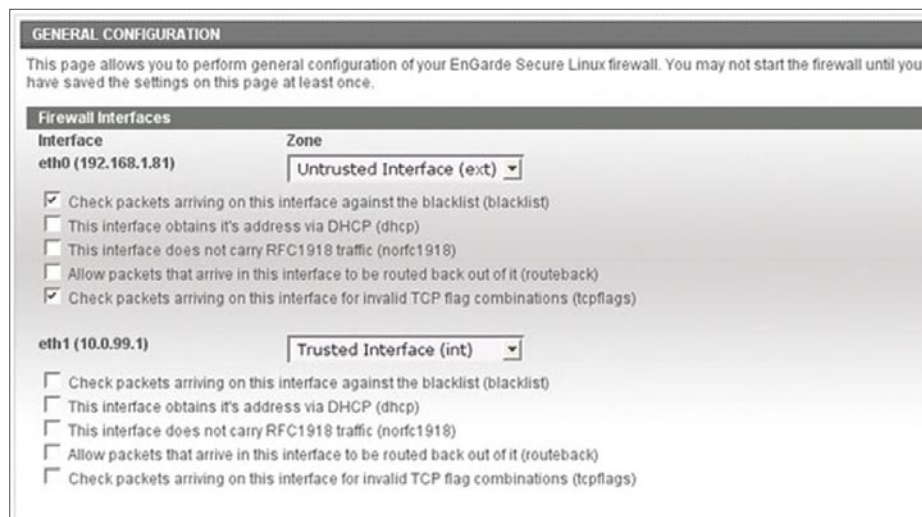 GENERAL CONFIGURATION
This page allows you to perform general configuration of your EnGarde Secure Linux firewall. You may not start the firewall until you
have saved the settings on this page at least once.
Firewall Interfaces
Interface Zone
eth0 (192.168.1.81) Untrusted Interface (ext)
Check packets arriving on this interface against the blacklist (blacklist)
This interface obtains it's address via DHCP (dhcp)
This interface does not carry RFC1918 traffic (norfc1918)
Allow packets that arrive in this interface to be routed back out of it (routeback)
Check packets arriving on this interface for invalid TCP flag combinations (tcpflags)
eth1 (10.0.99.1) Trusted Interface (int)
Check packets arriving on this interface against the blacklist (blacklist)
This interface obtains it's address via DHCP (dhcp)
This interface does not carry RFC1918 traffic (norfc1918)
Allow packets that arrive in this interface to be routed back out of it (routeback)
Check packets arriving on this interface for invalid TCP flag combinations (tcpflags)